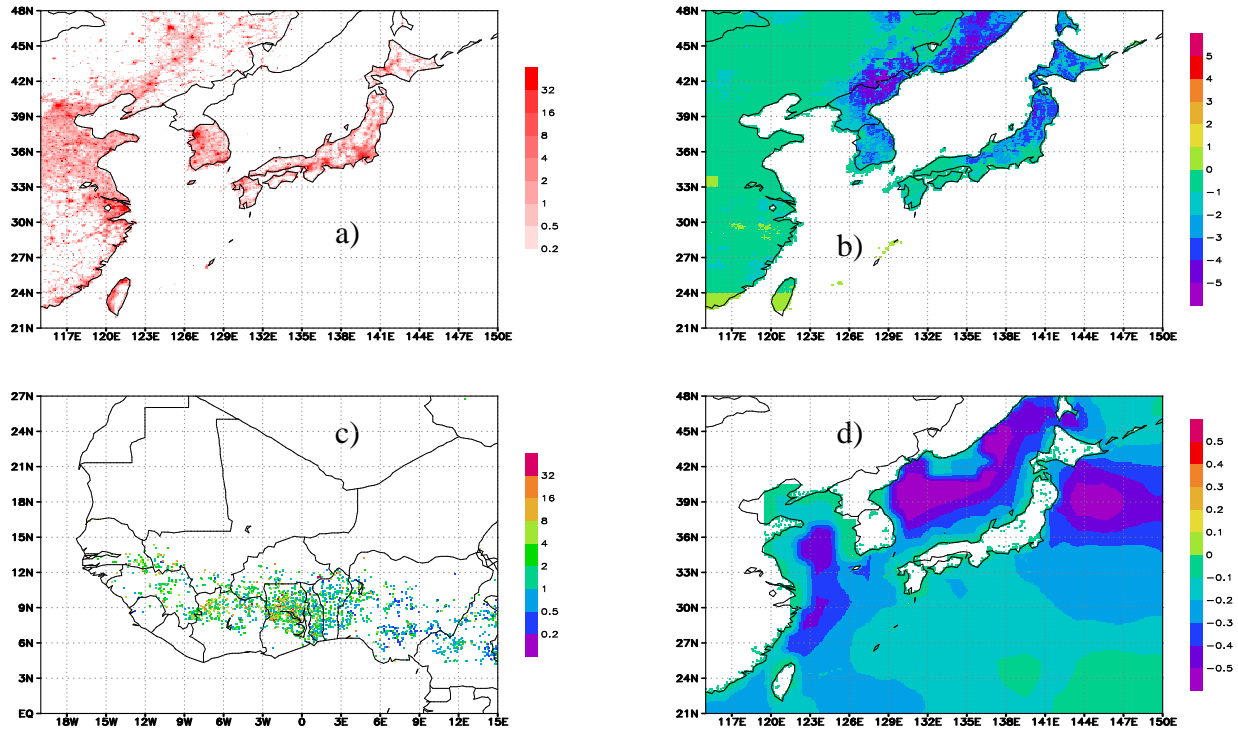 48N
45N
42N
39N
36N
33N
30N
27N
24N
21N
117E 120E 123E 126E 129E 132E 135E 138E 141E 144E 147E 150E
a)
32
16
8
4
2
1
0.5
0.2
48N
45N
42N
39N
36N
33N
30N
27N
24N
21N
117E 120E 123E 126E 129E 132E 135E 138E 141E 144E 147E 150E
b)
5
4
3
2
1
0
−1
−2
−3
−4
−5
27N
24N
21N
18N
15N
12N
9N
6N
3N
EQ
18W 15W 12W 9W 6W 3W 0 3E 6E 9E 12E 15E
c)
32
16
8
4
2
1
0.5
0.2
48N
45N
42N
39N
36N
33N
30N
27N
24N
21N
117E 120E 123E 126E 129E 132E 135E 138E 141E 144E 147E 150E
d)
0.5
0.4
0.3
0.2
0.1
0
−0.1
−0.2
−0.3
−0.4
−0.5